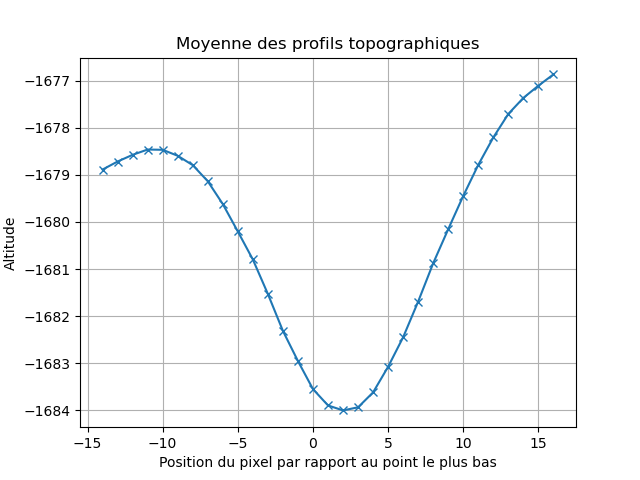 Moyenne des profils topographiques
−1677
−1678
−1679
−1680
−1681
−1682
−1683
−1684
Altitude
−15 −10 −5 0 5 10 15
Position du pixel par rapport au point le plus bas